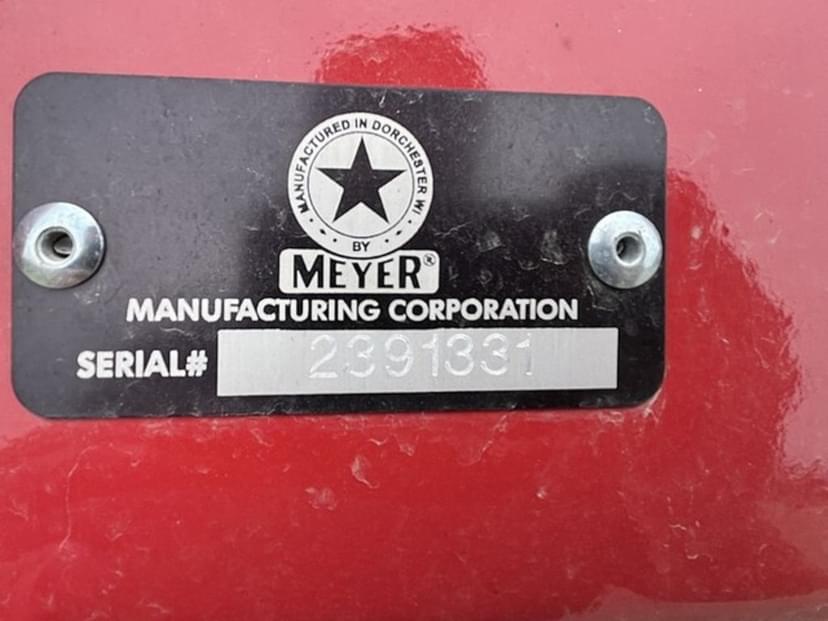 MANUFACTURED IN DORCHESTER WI
BY
MEYER®
MANUFACTURING CORPORATION
SERIAL# 2391331